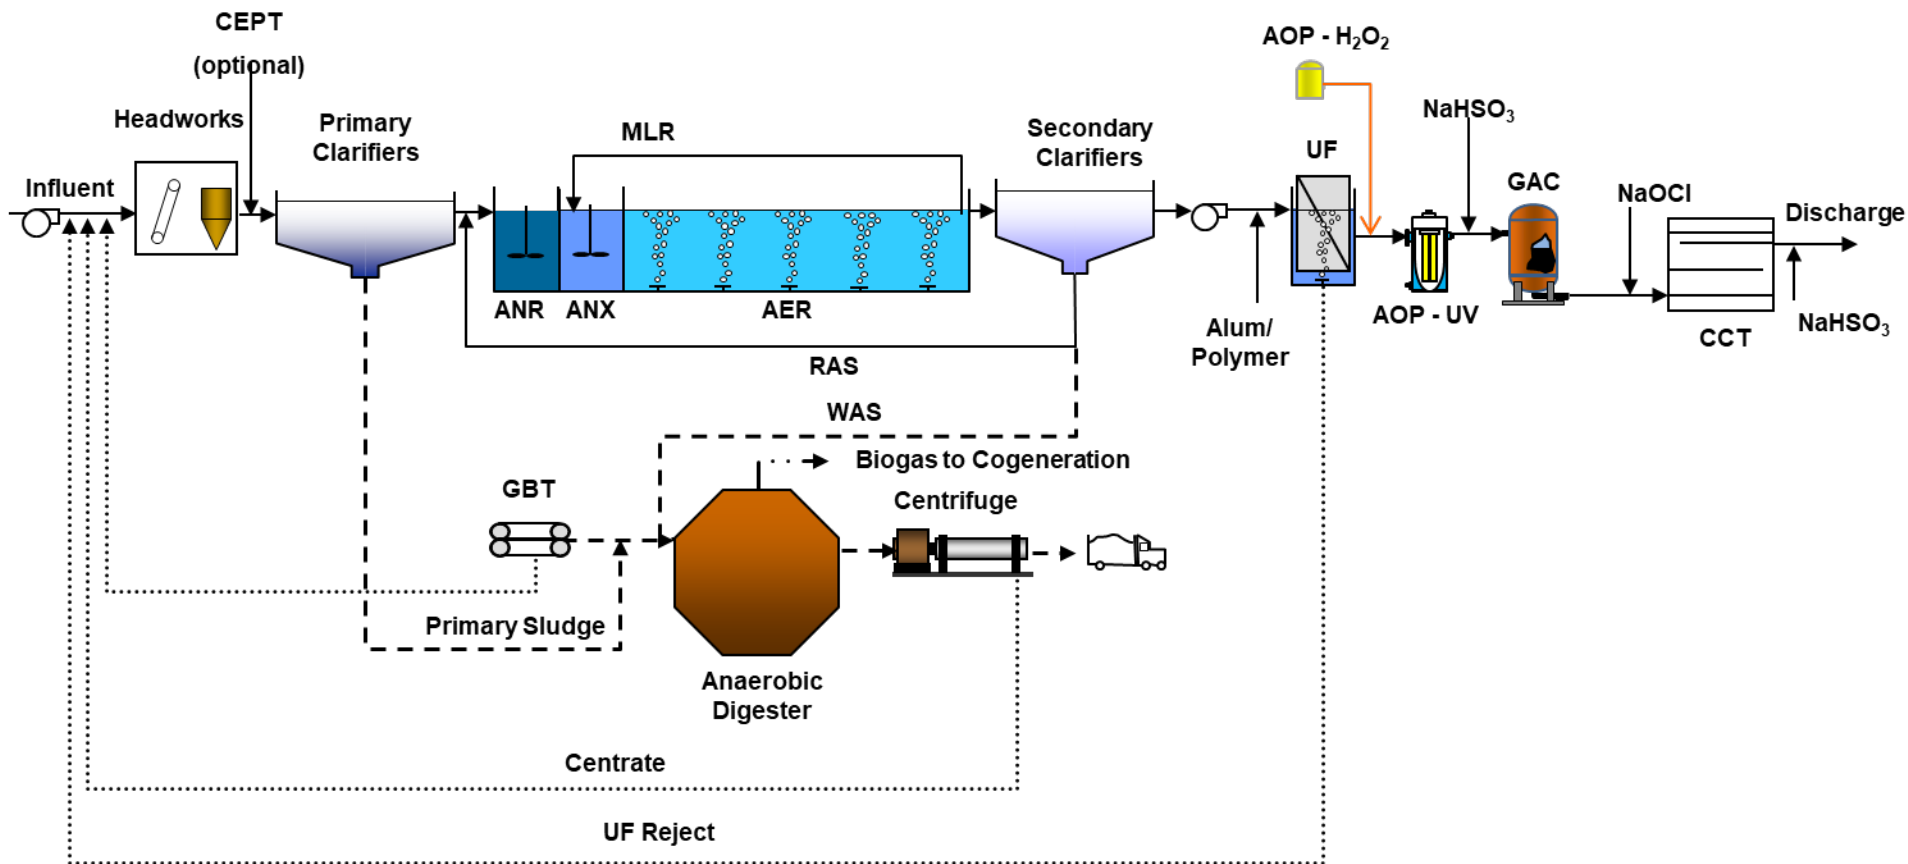 CEPT
(optional)
AOP - H₂O₂
Headworks
Primary
Clarifiers
MLR
Secondary
Clarifiers
NaHSO₃
UF
GAC
NaOCl
Influent
Discharge
ANR
ANX
AER
Alum/
Polymer
AOP - UV
CCT
NaHSO₃
RAS
WAS
Biogas to Cogeneration
GBT
Centrifuge
Primary Sludge
Anaerobic
Digester
Centrate
UF Reject